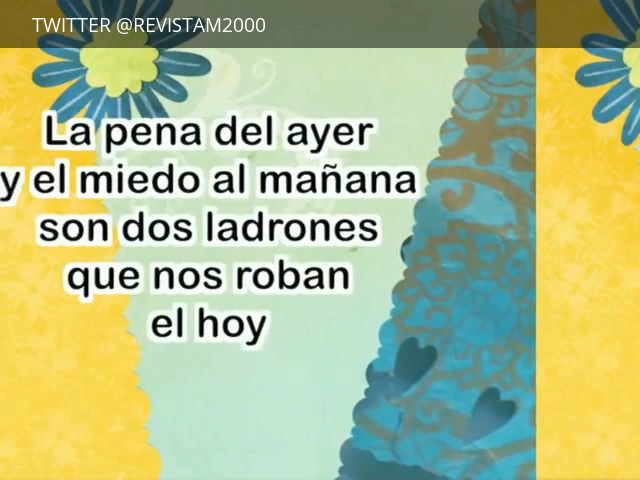 TWITTER @REVISTAM2000
La pena del ayer
y el miedo al mañana
son dos ladrones
que nos roban
el hoy